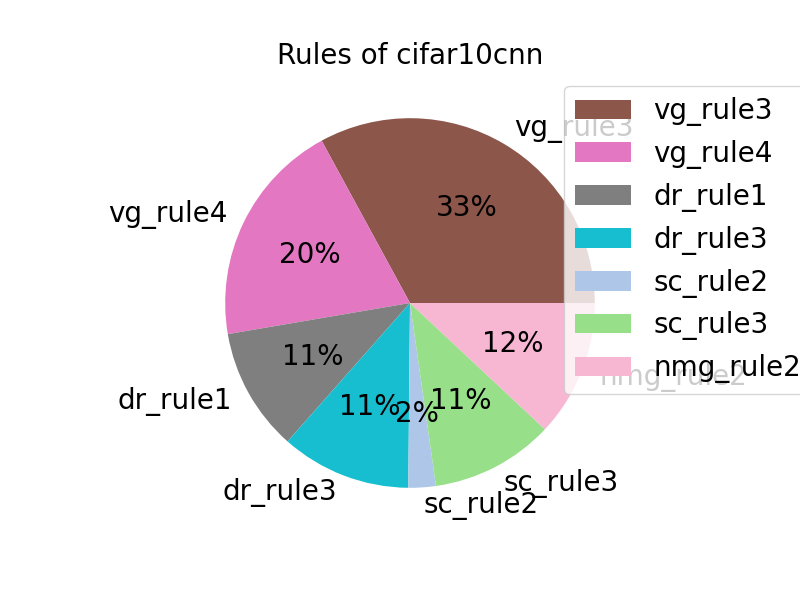 Rules of cifar10cnn
vg_rule3
vg_rule4
dr_rule1
dr_rule3
sc_rule2
sc_rule3
nmg_rule2
33%
20%
11%
11%
2%
11%
12%
vg_rule3
vg_rule4
dr_rule1
dr_rule3
sc_rule2
sc_rule3
nmg_rule2